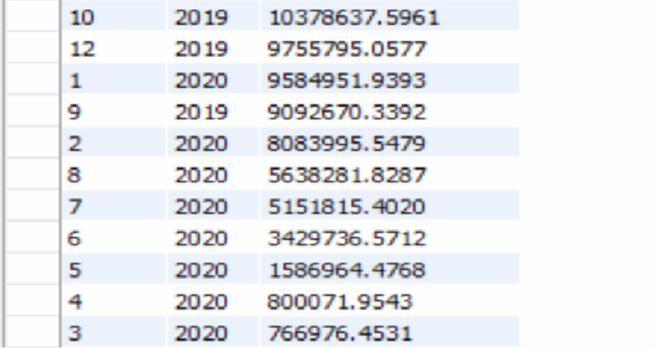 10 2019 10378637.5961
12 2019 9755795.0577
1 2020 9584951.9393
9 2019 9092670.3392
2 2020 8083995.5479
8 2020 5638281.8287
7 2020 5151815.4020
6 2020 3429736.5712
5 2020 1586964.4768
4 2020 800071.9543
3 2020 766976.4531